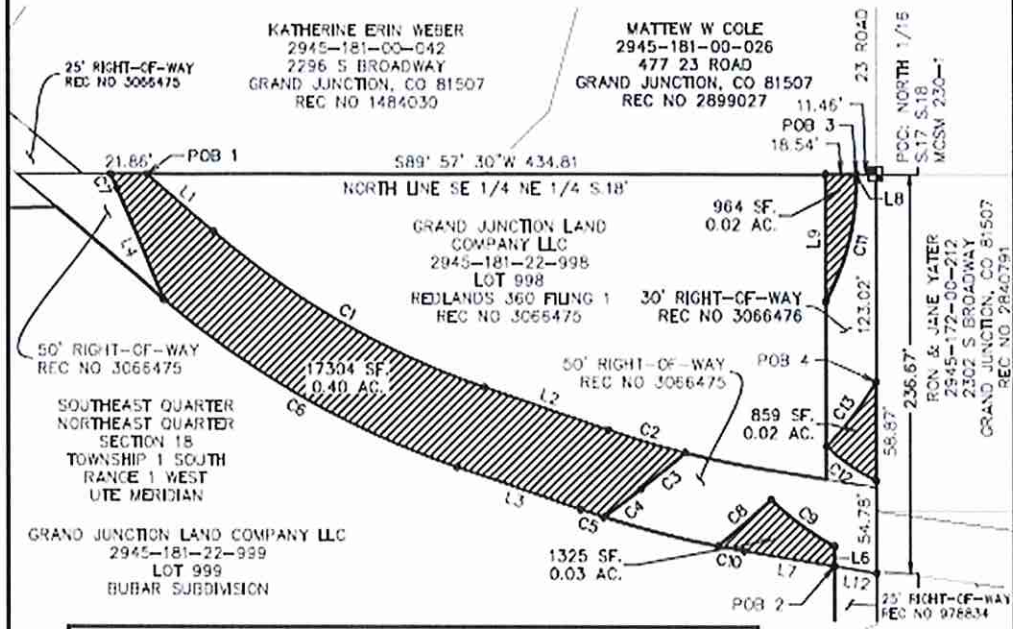 KATHERINE ERIN WEBER
2945-181-00-042
2296 S BROADWAY
GRAND JUNCTION, CO 81507
REC NO 1484030
MATTEW W COLE
2945-181-00-026
477 23 ROAD
GRAND JUNCTION, CO 81507
REC NO 2899027
23 ROAD
POC: NORTH 1/16
S.17 S.18
MCSM 230-1
25' RIGHT-OF-WAY
REC NO 3066475
11.46'
POB 3
18.54'
21.86'
POB 1
S89° 57' 30"W 434.81
NORTH LINE SE 1/4 NE 1/4 S.18'
C7
L1
L4
964 SF.
0.02 AC.
L9
L8
C11
GRAND JUNCTION LAND
COMPANY LLC
2945-181-22-998
LOT 998
REDLANDS 360 FILING 1
REC NO 3066475
30' RIGHT-OF-WAY
REC NO 3066476
123.02'
236.67'
RON & JANE YATER
2945-172-00-212
2302 S BROADWAY
GRAND JUNCTION, CO 81507
REC NO 2840791
C1
50' RIGHT-OF-WAY
REC NO 3066475
17304 SF.
0.40 AC.
50' RIGHT-OF-WAY
REC NO 3066475
POB 4
C6
L2
C2
859 SF.
0.02 AC.
C13
58.87'
C12
SOUTHEAST QUARTER
NORTHEAST QUARTER
SECTION 18
TOWNSHIP 1 SOUTH
RANGE 1 WEST
UTE MERIDIAN
L3
C3
C4
C5
C8
C9
54.78'
GRAND JUNCTION LAND COMPANY LLC
2945-181-22-999
LOT 999
BUBAR SUBDIVISION
1325 SF.
0.03 AC.
C10
L7
L6
L12
POB 2
25' RIGHT-OF-WAY
REC NO 978834